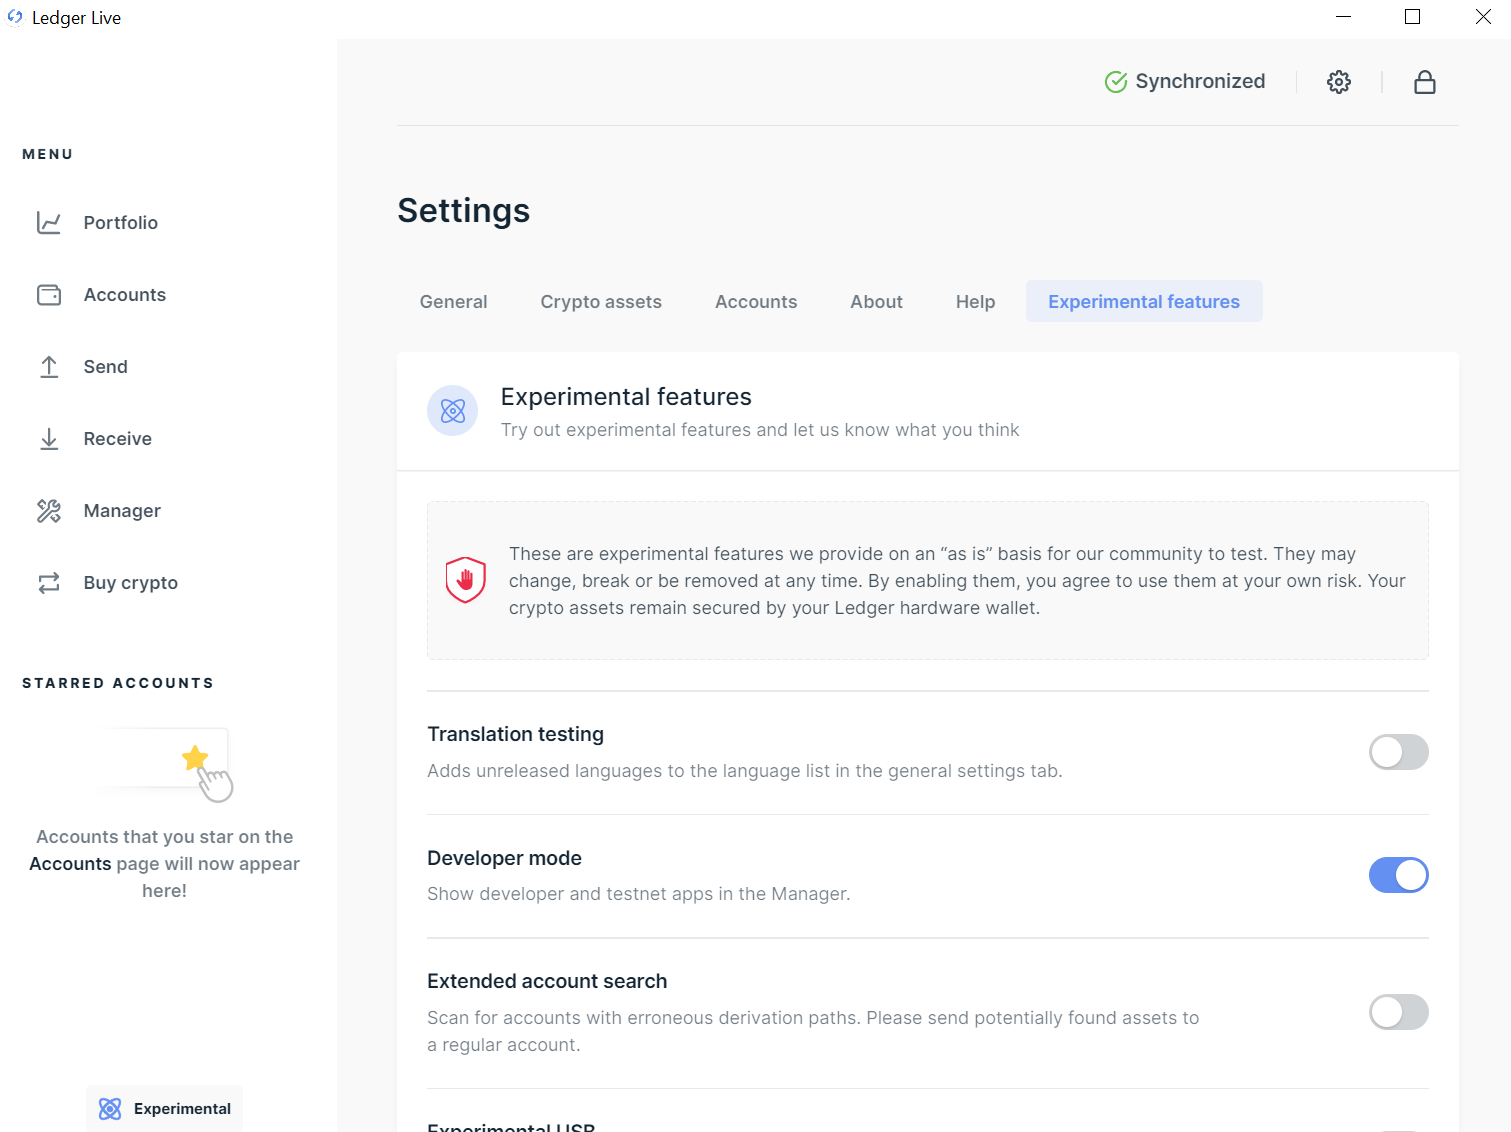 Ledger Live
Synchronized
MENU
Portfolio
Accounts
Send
Receive
Manager
Buy crypto
STARRED ACCOUNTS
Accounts that you star on the
Accounts page will now appear
here!
Experimental
Settings
General
Crypto assets
Accounts
About
Help
Experimental features
Experimental features
Try out experimental features and let us know what you think
These are experimental features we provide on an “as is” basis for our community to test. They may
change, break or be removed at any time. By enabling them, you agree to use them at your own risk. Your
crypto assets remain secured by your Ledger hardware wallet.
Translation testing
Adds unreleased languages to the language list in the general settings tab.
Developer mode
Show developer and testnet apps in the Manager.
Extended account search
Scan for accounts with erroneous derivation paths. Please send potentially found assets to
a regular account.
Experimental USB